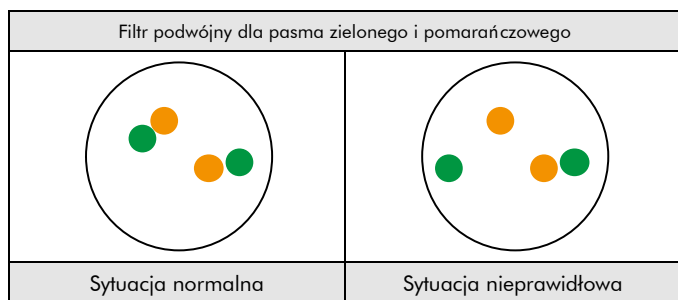 Filtr podwójny dla pasma zielonego i pomarańczowego
Sytuacja normalna
Sytuacja nieprawidłowa